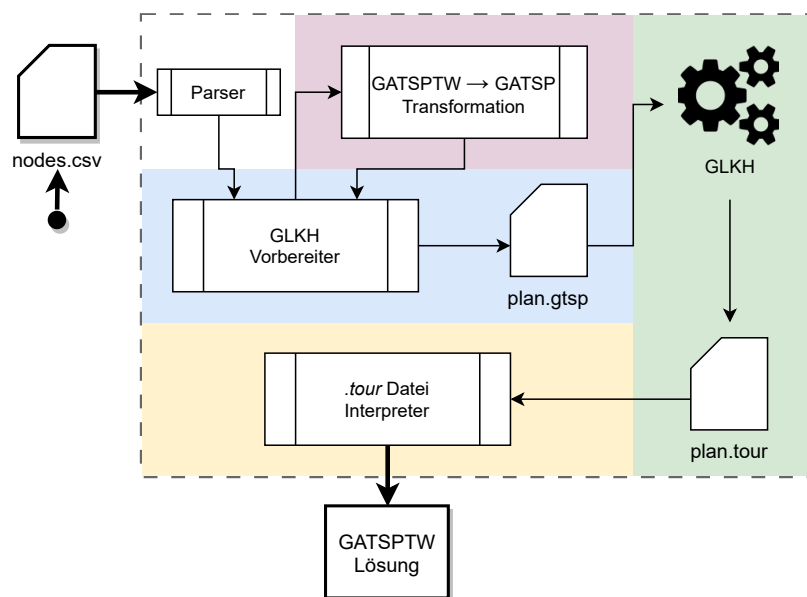 Parser
GATSPTW → GATSP
Transformation
nodes.csv
GLKH
GLKH
Vorbereiter
plan.gtsp
.tour Datei
Interpreter
plan.tour
GATSPTW
Lösung